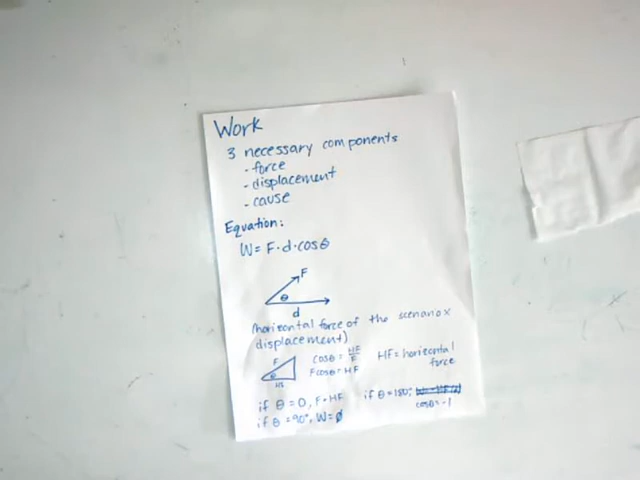 Work
3 necessary components
- force
- displacement
- cause
Equation:
W = F·d·cosθ
F
θ
d
(horizontal force of the scenario x
displacement)
F
θ
HF
cosθ = HF/F
Fcosθ = HF
HF = horizontal
force
if θ = 0, F = HF
if θ = 90°, W = 0
if θ = 180°,
cosθ = -1